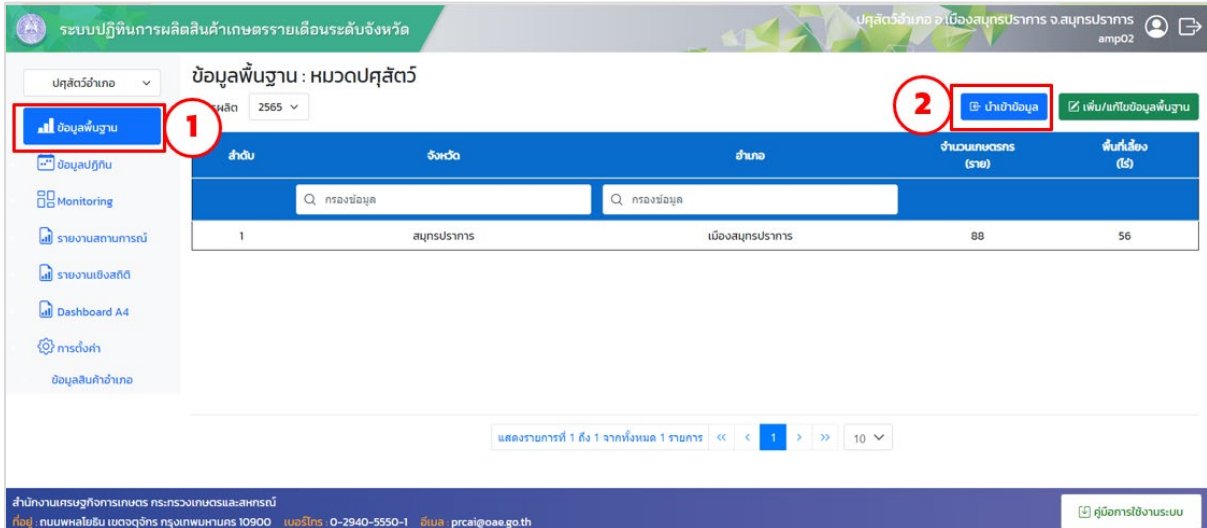 ระบบปฏิทินการผลิตสินค้าเกษตรรายเดือนระดับจังหวัด
ปศุสัตว์อำเภอ อ.เมืองสมุทรปราการ จ.สมุทรปราการ
amp02
ปศุสัตว์อำเภอ
ข้อมูลพื้นฐาน : หมวดปศุสัตว์
2565
1
2
นำเข้าข้อมูล
เพิ่ม/แก้ไขข้อมูลพื้นฐาน
ข้อมูลพื้นฐาน
ข้อมูลปฏิทิน
Monitoring
รายงานสถานการณ์
รายงานเชิงสถิติ
Dashboard A4
การตั้งค่า
ข้อมูลสินค้าอำเภอ
ลำดับ จังหวัด อำเภอ จำนวนเกษตรกร (ราย) พื้นที่เลี้ยง (ไร่)
กรองข้อมูล กรองข้อมูล
1 สมุทรปราการ เมืองสมุทรปราการ 88 56
แสดงรายการที่ 1 ถึง 1 จากทั้งหมด 1 รายการ « < 1 > » 10
สำนักงานเศรษฐกิจการเกษตร กระทรวงเกษตรและสหกรณ์
ที่อยู่ : ถนนพหลโยธิน เขตจตุจักร กรุงเทพมหานคร 10900 เบอร์โทร : 0-2940-5550-1 อีเมล : prcai@oae.go.th
คู่มือการใช้งานระบบ